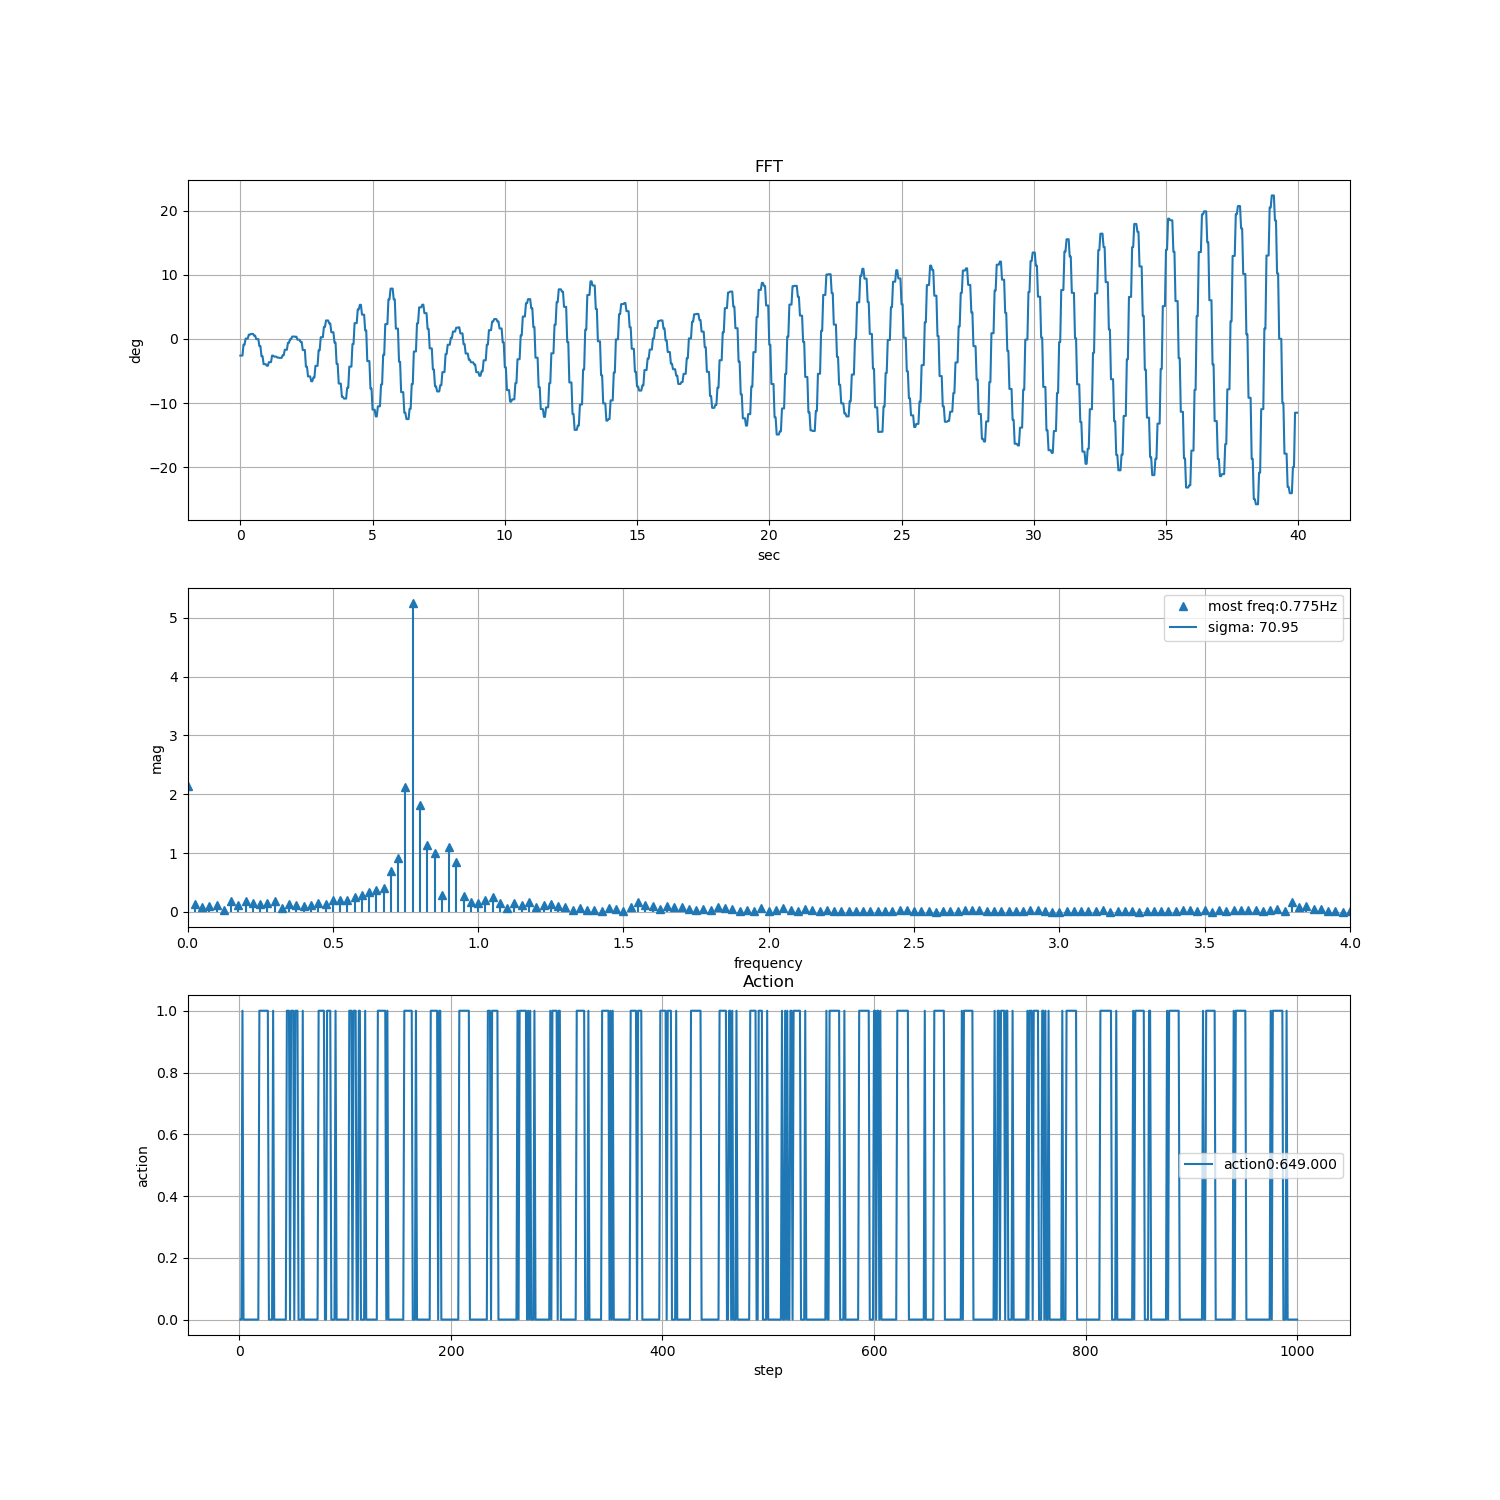 FFT
20
10
0
−10
−20
deg
0 5 10 15 20 25 30 35 40
sec
most freq:0.775Hz
sigma: 70.95
5
4
3
2
1
0
mag
0.0 0.5 1.0 1.5 2.0 2.5 3.0 3.5 4.0
frequency
Action
1.0
0.8
0.6
0.4
0.2
0.0
action
action0:649.000
0 200 400 600 800 1000
step